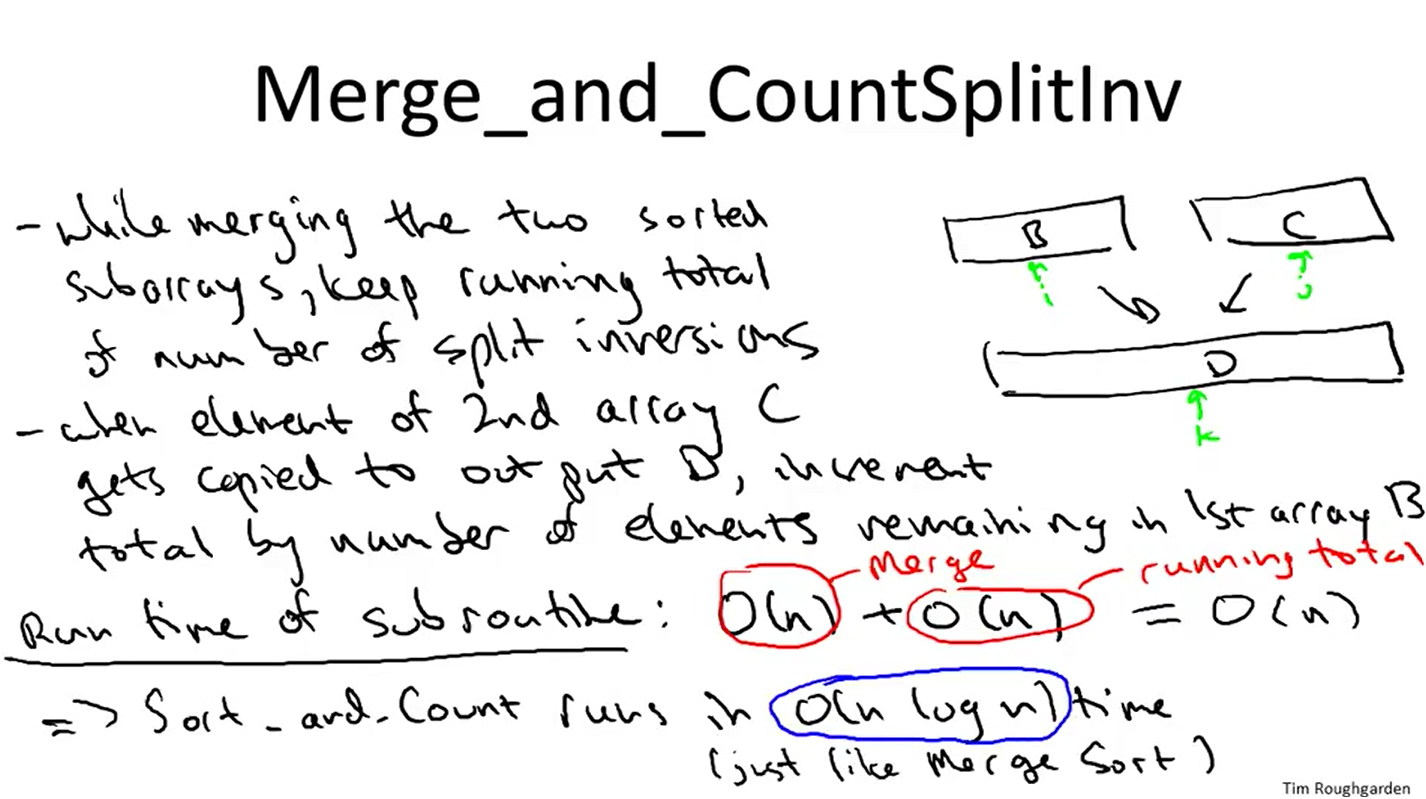 Merge_and_CountSplitInv
- while merging the two sorted
subarrays, keep running total
of number of split inversions
- when element of 2nd array C
gets copied to output D, increment
total by number of elements remaining in 1st array B
B
C
i
j
D
k
Merge
running total
Run time of subroutine: O(n) + O(n) = O(n)
=> Sort_and_Count runs in O(n log n) time
(just like Merge Sort)
Tim Roughgarden